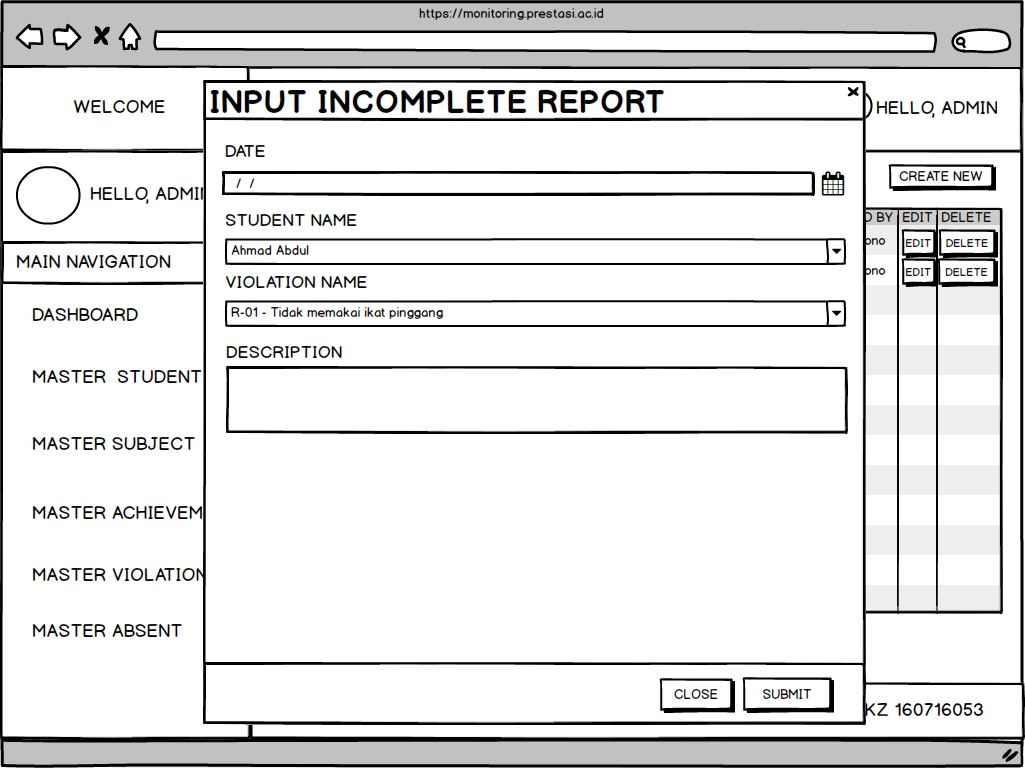 https://monitoring.prestasi.ac.id
WELCOME
HELLO, ADMIN
HELLO, ADMIN
MAIN NAVIGATION
DASHBOARD
MASTER STUDENT
MASTER SUBJECT
MASTER ACHIEVEM
MASTER VIOLATION
MASTER ABSENT
INPUT INCOMPLETE REPORT
DATE
/ /
STUDENT NAME
Ahmad Abdul
VIOLATION NAME
R-01 - Tidak memakai ikat pinggang
DESCRIPTION
CLOSE SUBMIT
CREATE NEW
D BY EDIT DELETE
ono EDIT DELETE
ono EDIT DELETE
KZ 160716053